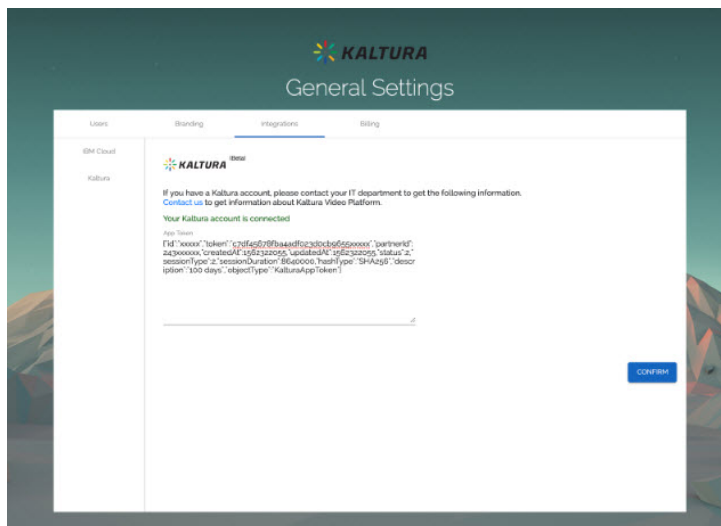 KALTURA
General Settings
Users Branding Integrations Billing
IBM Cloud
Kaltura
KALTURA (Beta)
If you have a Kaltura account, please contact your IT department to get the following information.
Contact us to get information about Kaltura Video Platform.
Your Kaltura account is connected
App Token
{"id":"xxxxx","token":"c7df45678fba4adf023d0cb9655xxxxx","partnerId":
243xxxxxx,"createdAt":1562322055,"updatedAt":1562322055,"status":2,"
sessionType":2,"sessionDuration":8640000,"hashType":"SHA256","descr
iption":"100 days","objectType":"KalturaAppToken"}
CONFIRM